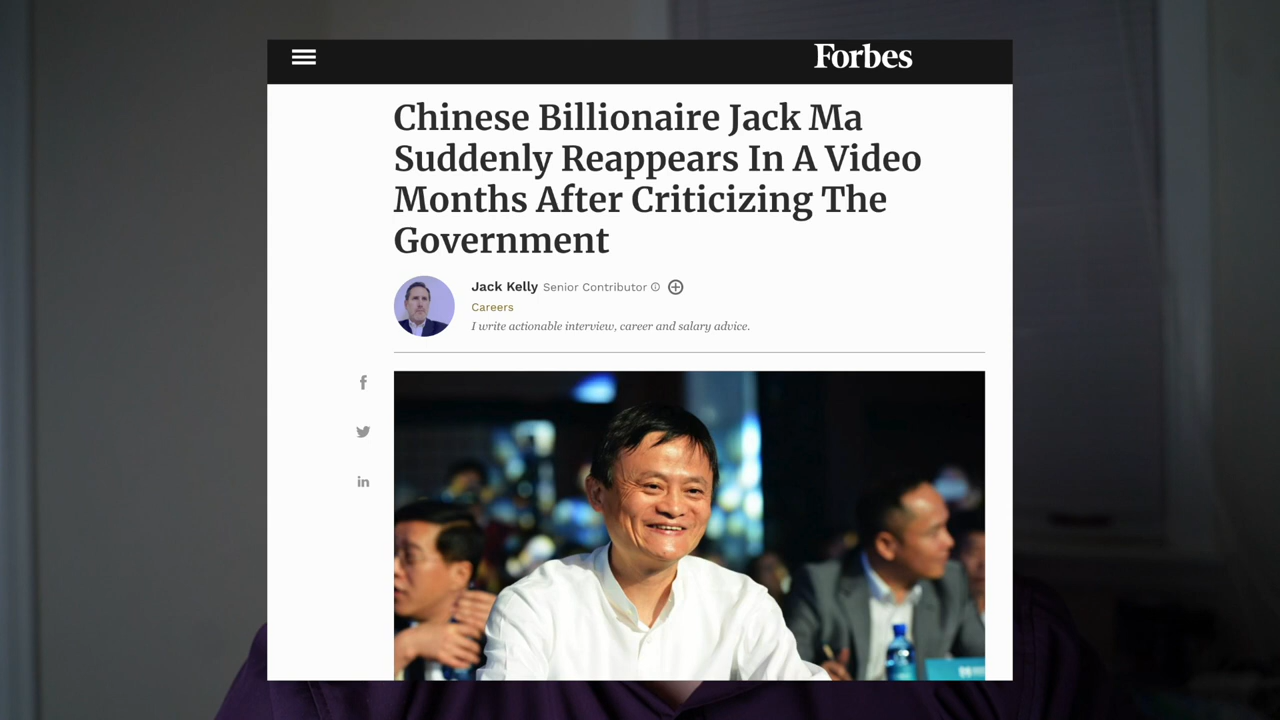 Forbes
Chinese Billionaire Jack Ma
Suddenly Reappears In A Video
Months After Criticizing The
Government
Jack Kelly Senior Contributor
Careers
I write actionable interview, career and salary advice.